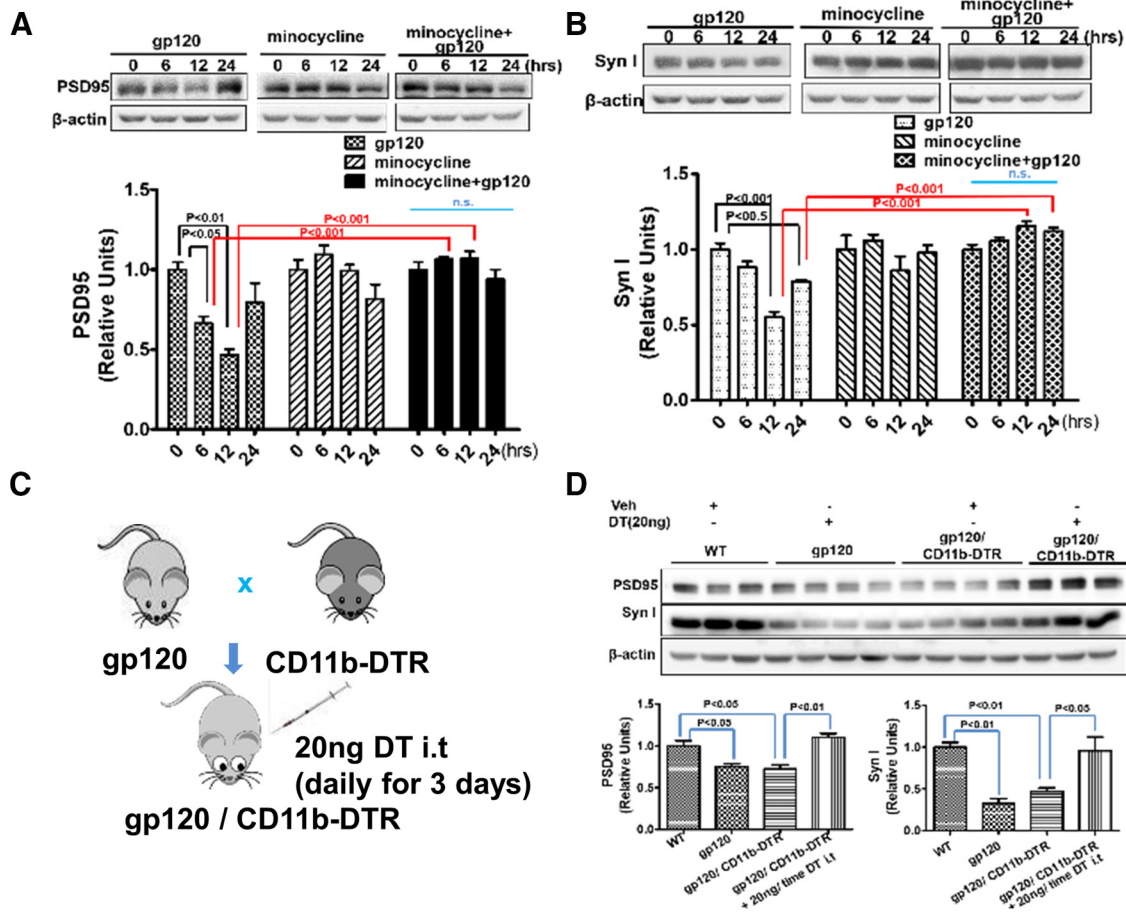 A
gp120
minocycline
minocycline+
gp120
0 6 12 24 0 6 12 24 0 6 12 24 (hrs)
PSD95
β-actin
gp120
minocycline
minocycline+gp120
PSD95
(Relative Units)
1.5
1.0
0.5
0.0
P<0.01
P<0.05
P<0.001
P<0.001
n.s.
0 6 12 24 0 6 12 24 0 6 12 24 (hrs)
B
gp120
minocycline
minocycline+
gp120
0 6 12 24 0 6 12 24 0 6 12 24 (hrs)
Syn I
β-actin
gp120
minocycline
minocycline+gp120
Syn I
(Relative Units)
1.5
1.0
0.5
0.0
P<0.001
P<00.5
P<0.001
P<0.001
n.s.
0 6 12 24 0 6 12 24 0 6 12 24 (hrs)
C
x
gp120
CD11b-DTR
20ng DT i.t
(daily for 3 days)
gp120 / CD11b-DTR
D
Veh + - + -
DT(20ng) - + - +
WT
gp120
gp120/
CD11b-DTR
gp120/
CD11b-DTR
PSD95
Syn I
β-actin
PSD95
(Relative Units)
1.5
1.0
0.5
0.0
P<0.05
P<0.05
P<0.01
WT
gp120
gp120/ CD11b-DTR
gp120/ CD11b-DTR
+ 20ng/ time DT i.t
Syn I
(Relative Units)
1.5
1.0
0.5
0.0
P<0.01
P<0.01
P<0.05
WT
gp120
gp120/ CD11b-DTR
gp120/ CD11b-DTR
+ 20ng/ time DT i.t